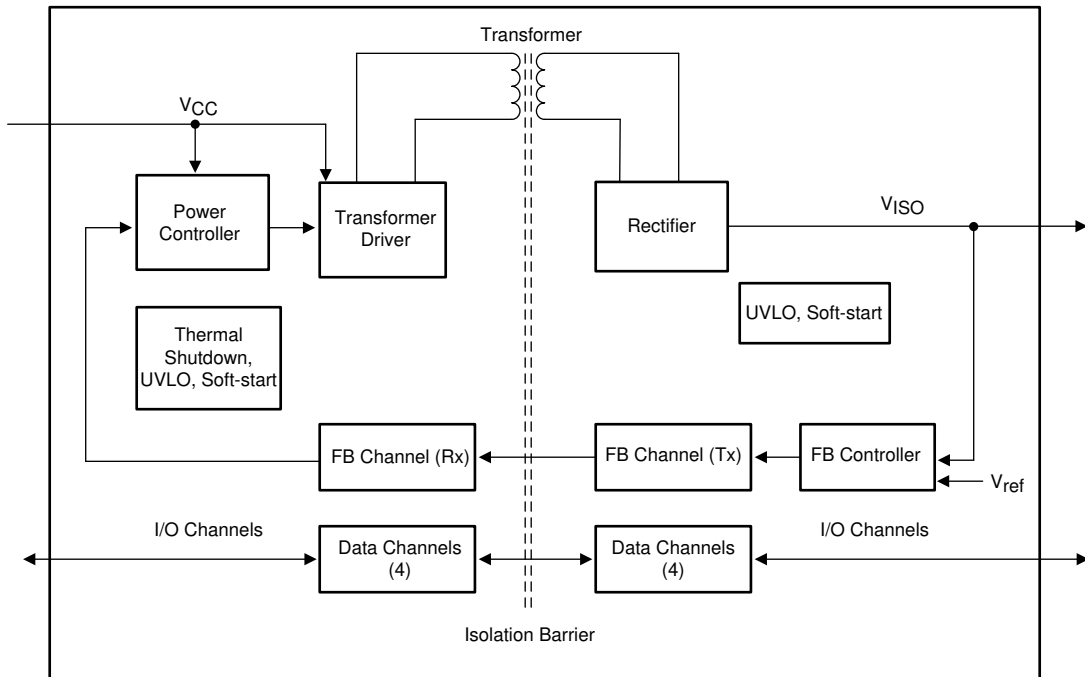 Transformer
VCC
Power
Controller
Transformer
Driver
Rectifier
VISO
Thermal
Shutdown,
UVLO, Soft-start
UVLO, Soft-start
FB Channel (Rx)
FB Channel (Tx)
FB Controller
Vref
I/O Channels
Data Channels
(4)
Data Channels
(4)
I/O Channels
Isolation Barrier